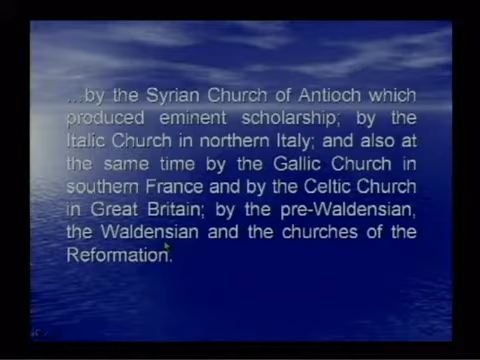 ...by the Syrian Church of Antioch which
produced eminent scholarship; by the
Italic Church in northern Italy; and also at
the same time by the Gallic Church in
southern France and by the Celtic Church
in Great Britain; by the pre-Waldensian,
the Waldensian and the churches of the
Reformation.